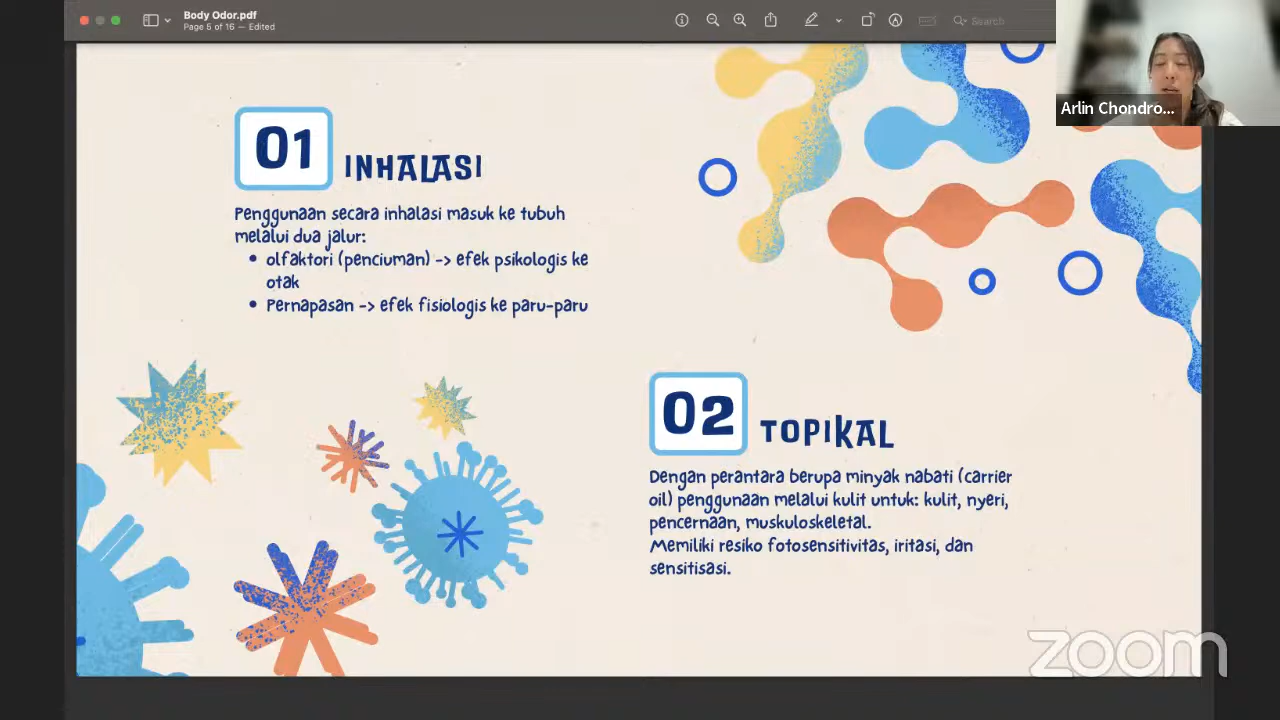 Body Odor.pdf
Page 5 of 16 — Edited
Search
Arlin Chondro...
01 INHALASI
Penggunaan secara inhalasi masuk ke tubuh
melalui dua jalur:
• olfaktori (penciuman) -> efek psikologis ke
otak
• Pernapasan -> efek fisiologis ke paru-paru
02 TOPIKAL
Dengan perantara berupa minyak nabati (carrier
oil) penggunaan melalui kulit untuk: kulit, nyeri,
pencernaan, muskuloskeletal.
Memiliki resiko fotosensitivitas, iritasi, dan
sensitisasi.
zoom